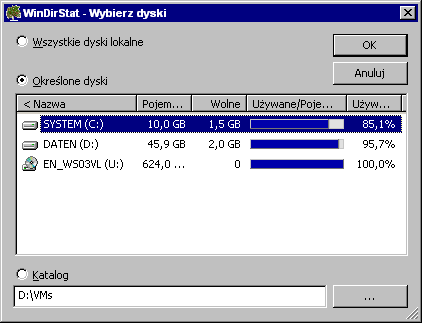 WinDirStat - Wybierz dyski
Wszystkie dyski lokalne
OK
Anuluj
Określone dyski
< Nazwa Pojem... Wolne Używane/Poje... Używ...
SYSTEM (C:) 10,0 GB 1,5 GB 85,1%
DATEN (D:) 45,9 GB 2,0 GB 95,7%
EN_WS03VL (U:) 624,0 ... 0 100,0%
Katalog
D:\VMs
...